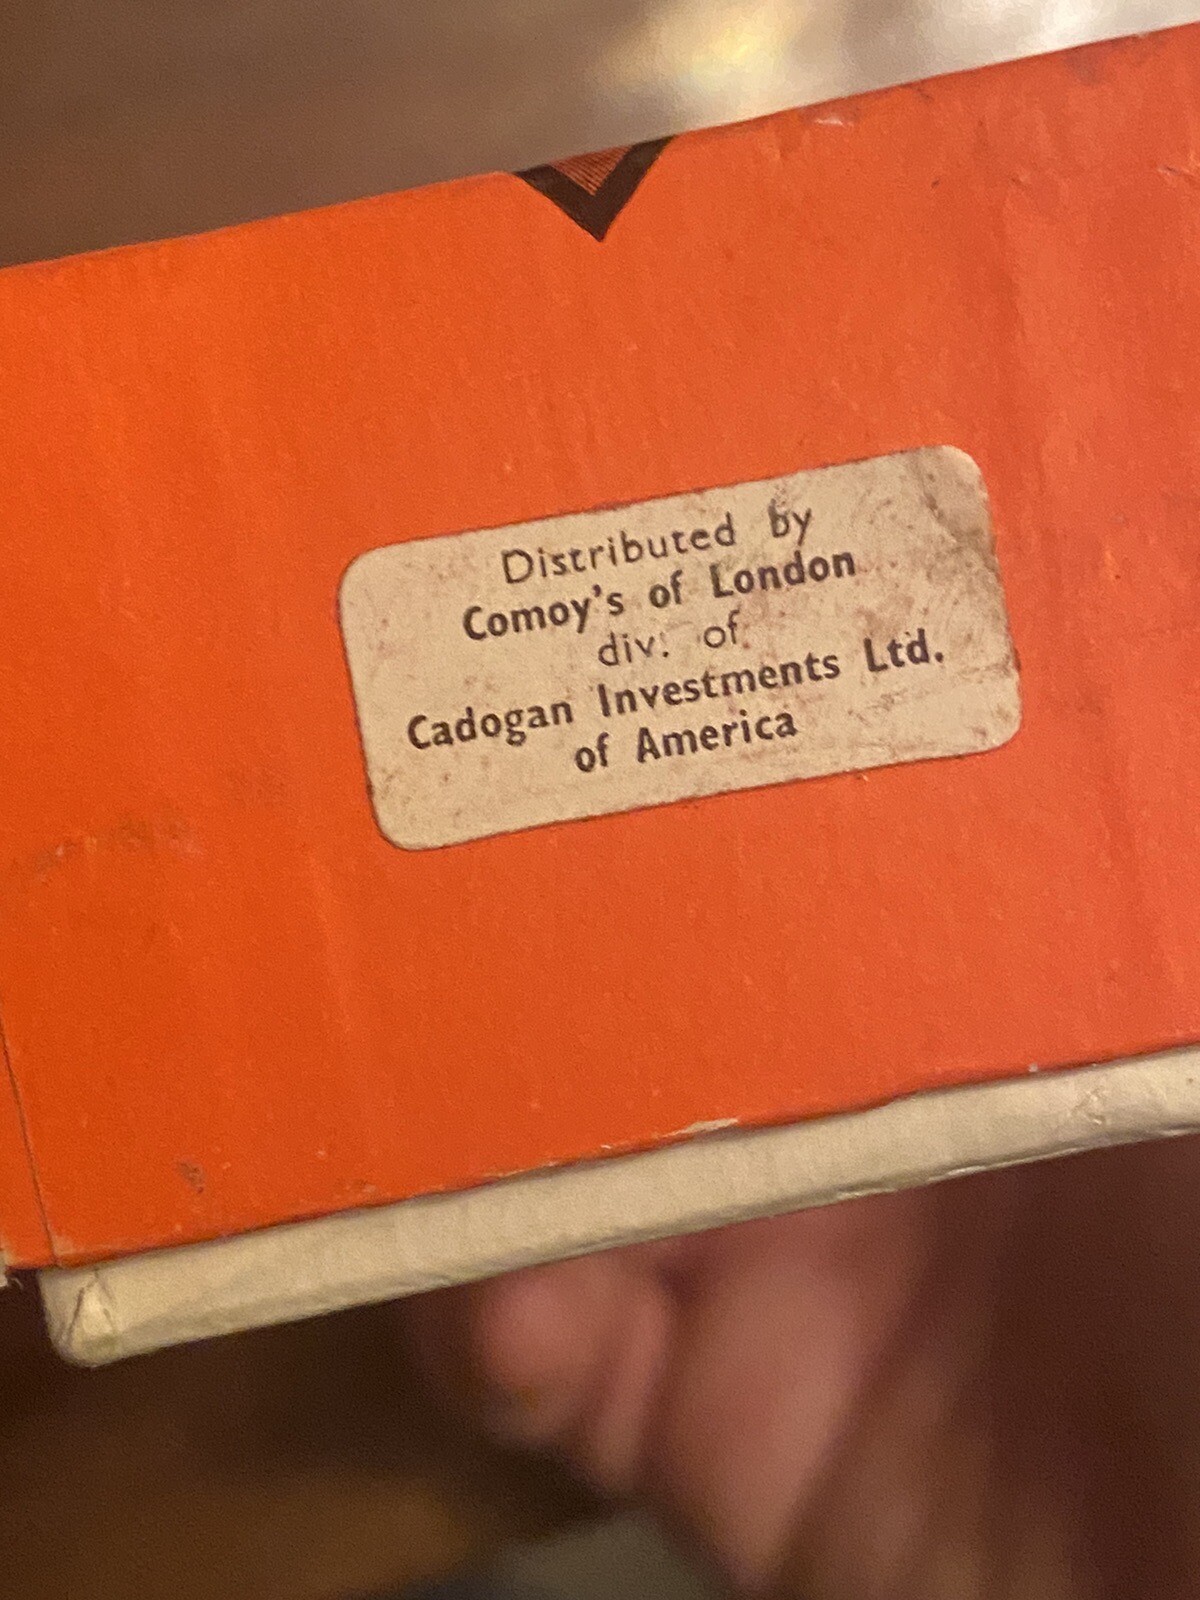 Distributed by
Comoy's of London
div. of
Cadogan Investments Ltd.
of America